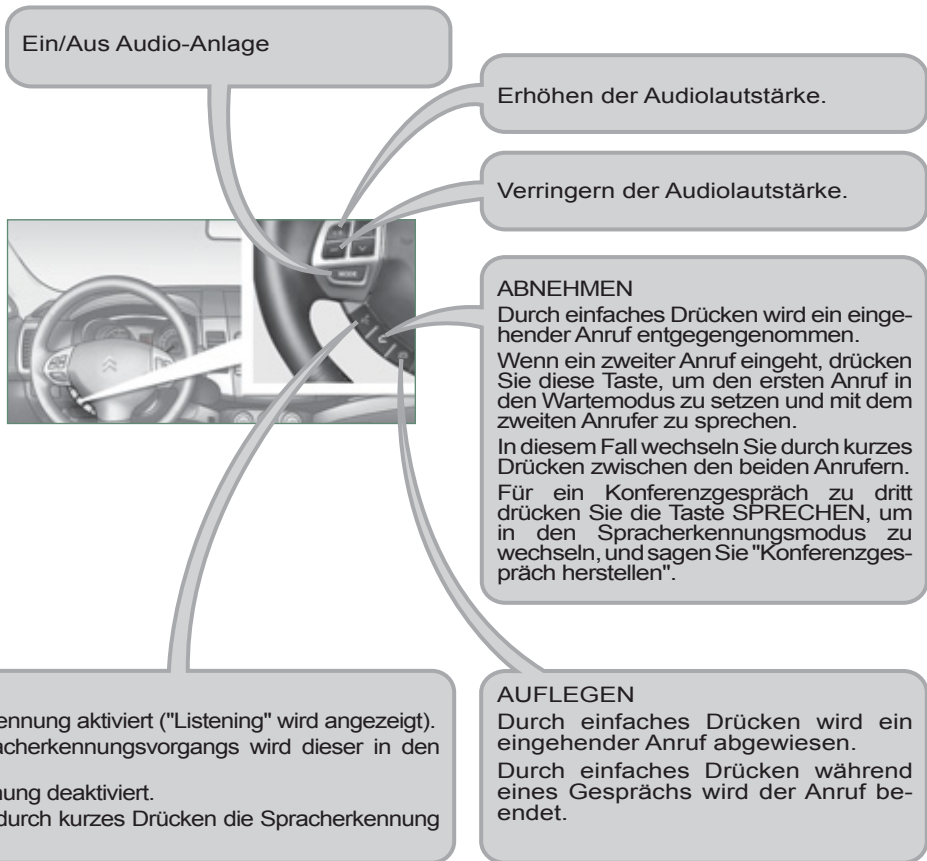 Ein/Aus Audio-Anlage
Erhöhen der Audiolautstärke.
Verringern der Audiolautstärke.
MODE
ABNEHMEN
Durch einfaches Drücken wird ein einge-
hender Anruf entgegengenommen.
Wenn ein zweiter Anruf eingeht, drücken
Sie diese Taste, um den ersten Anruf in
den Wartemodus zu setzen und mit dem
zweiten Anrufer zu sprechen.
In diesem Fall wechseln Sie durch kurzes
Drücken zwischen den beiden Anrufern.
Für ein Konferenzgespräch zu dritt
drücken Sie die Taste SPRECHEN, um
in den Spracherkennungsmodus zu
wechseln, und sagen Sie "Konferenzges-
präch herstellen".
ennung aktiviert ("Listening" wird angezeigt).
acherkennungsvorgangs wird dieser in den
nung deaktiviert.
durch kurzes Drücken die Spracherkennung
AUFLEGEN
Durch einfaches Drücken wird ein
eingehender Anruf abgewiesen.
Durch einfaches Drücken während
eines Gesprächs wird der Anruf be-
endet.